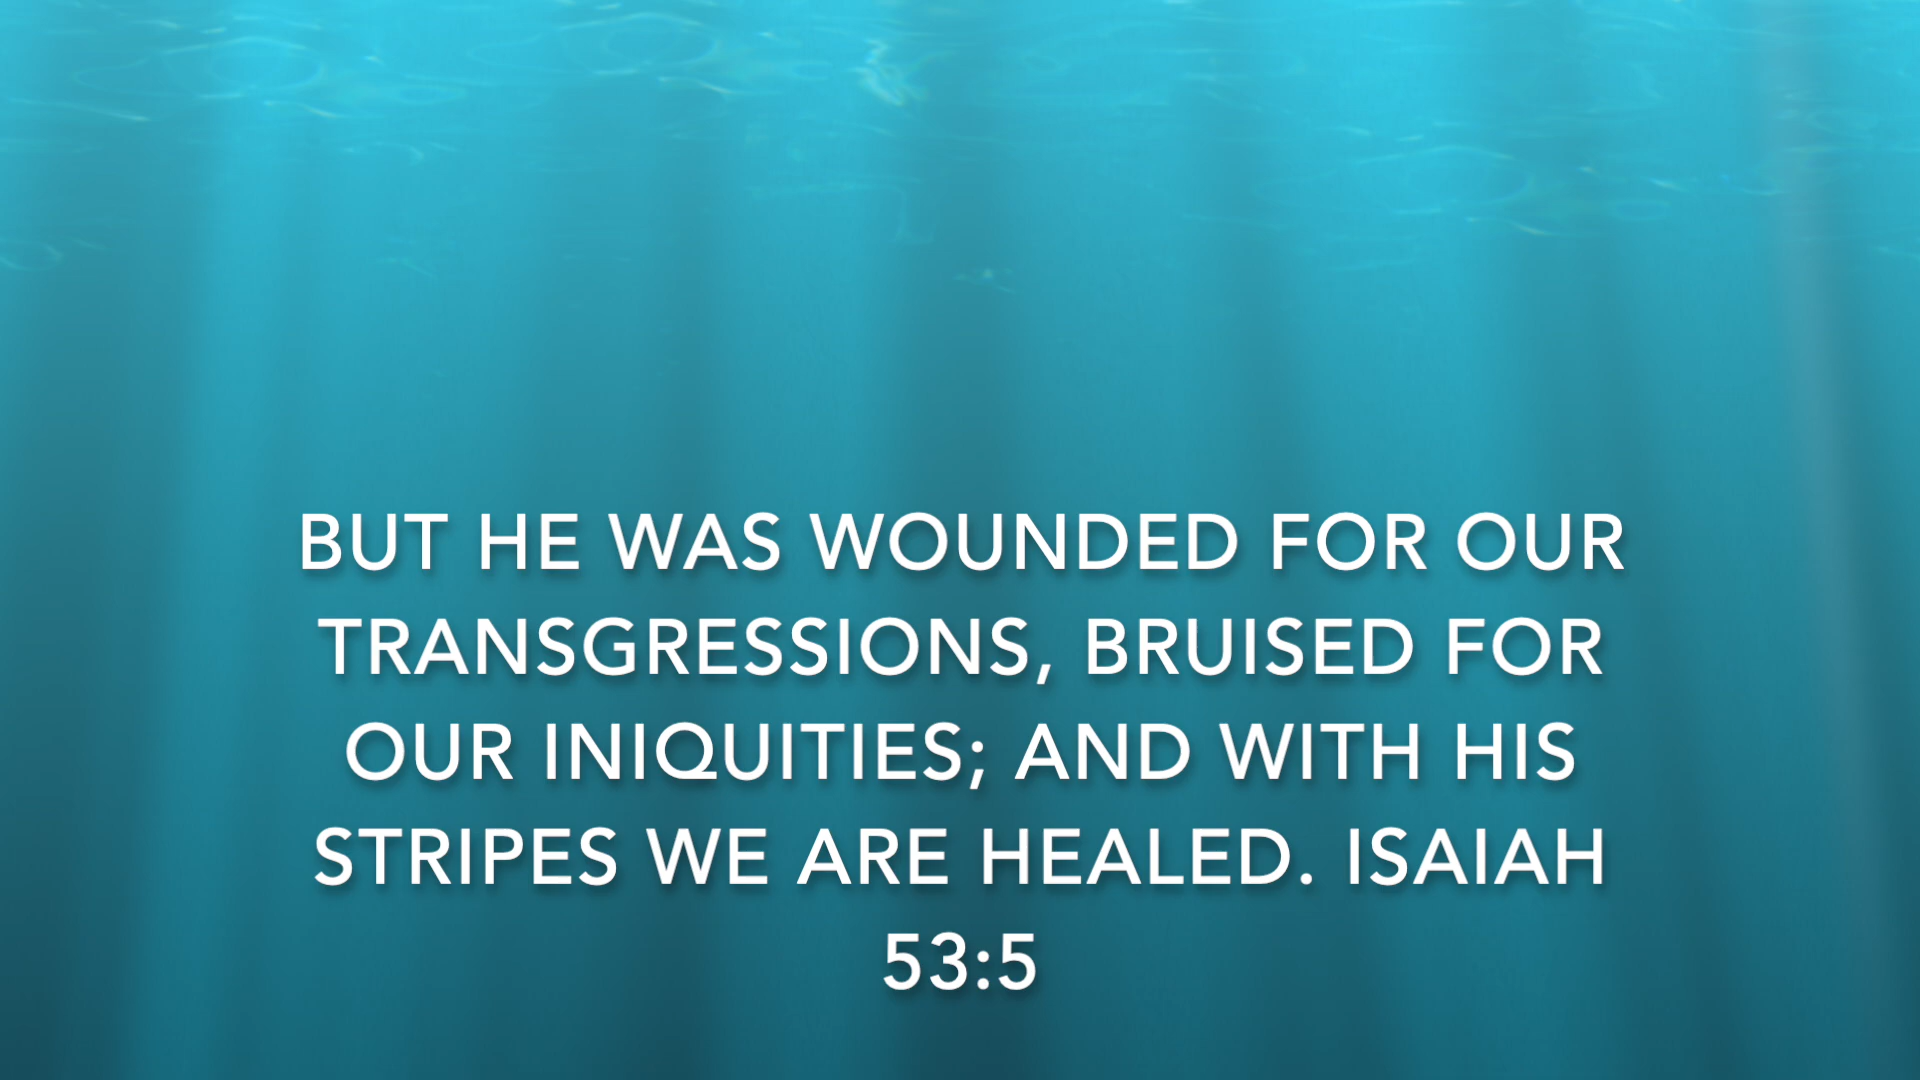 BUT HE WAS WOUNDED FOR OUR
TRANSGRESSIONS, BRUISED FOR
OUR INIQUITIES; AND WITH HIS
STRIPES WE ARE HEALED. ISAIAH
53:5